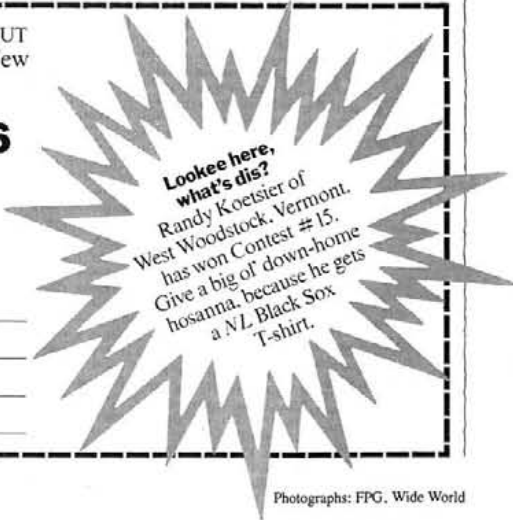 UT
ew
s
Lookee here,
what's dis?
Randy Koetsier of
West Woodstock, Vermont,
has won Contest #15.
Give a big ol' down-home
hosanna, because he gets
a NL Black Sox
T-shirt.
Photographs: FPG, Wide World